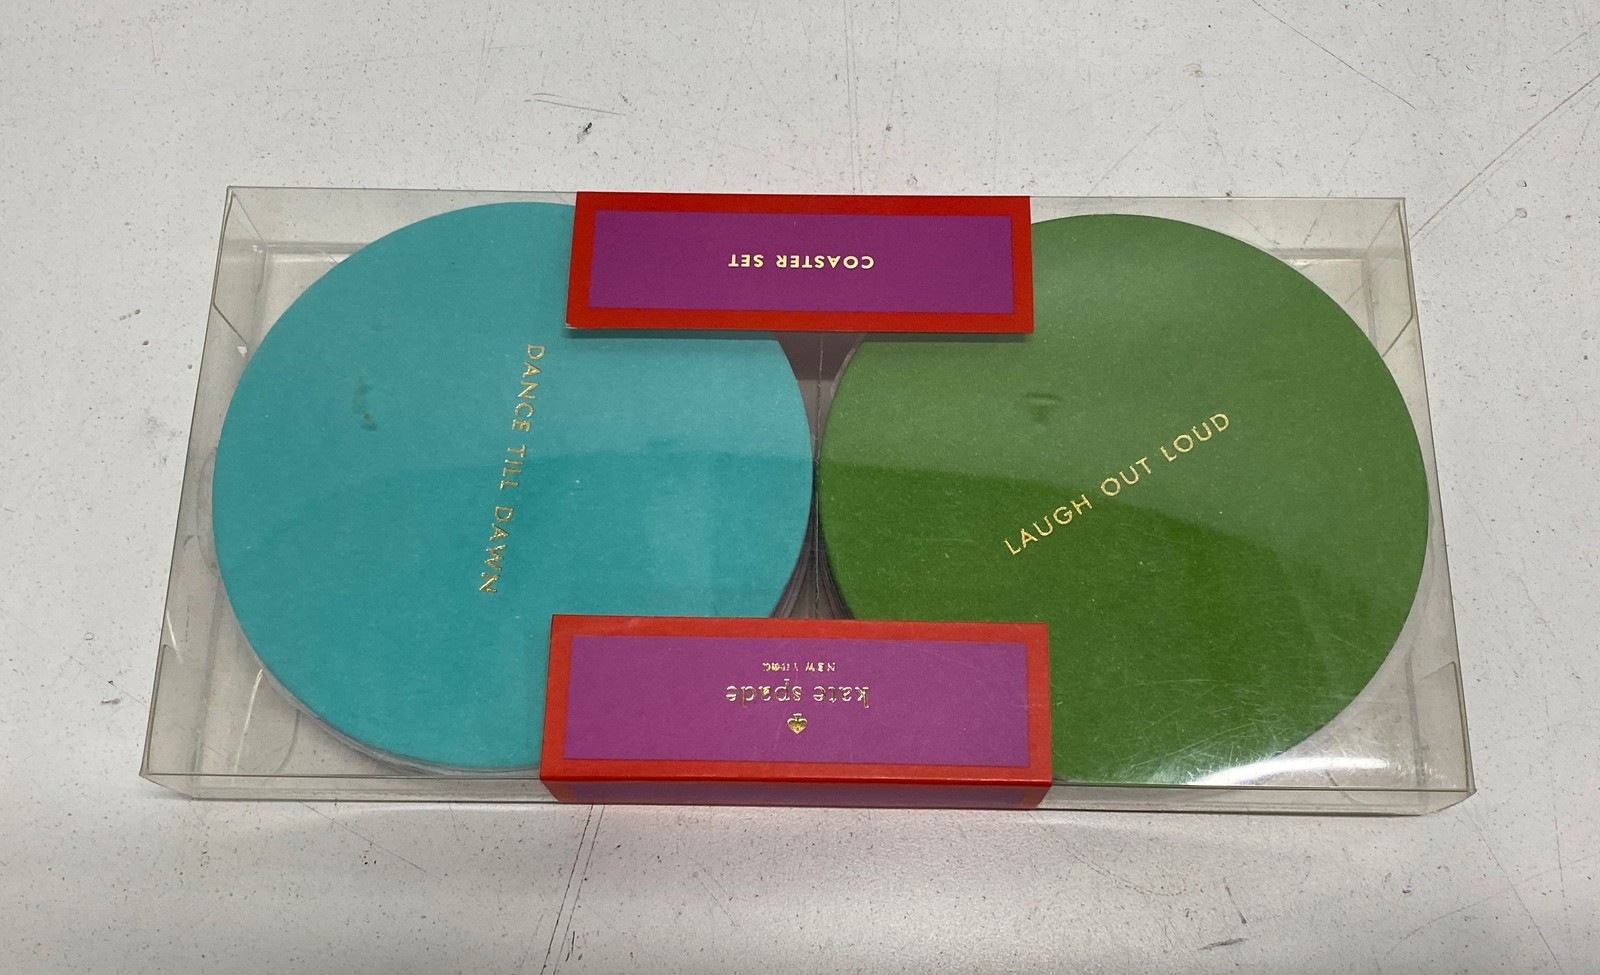 COASTER SET
DANCE TILL DAWN
LAUGH OUT LOUD
kate spade
NEW YORK